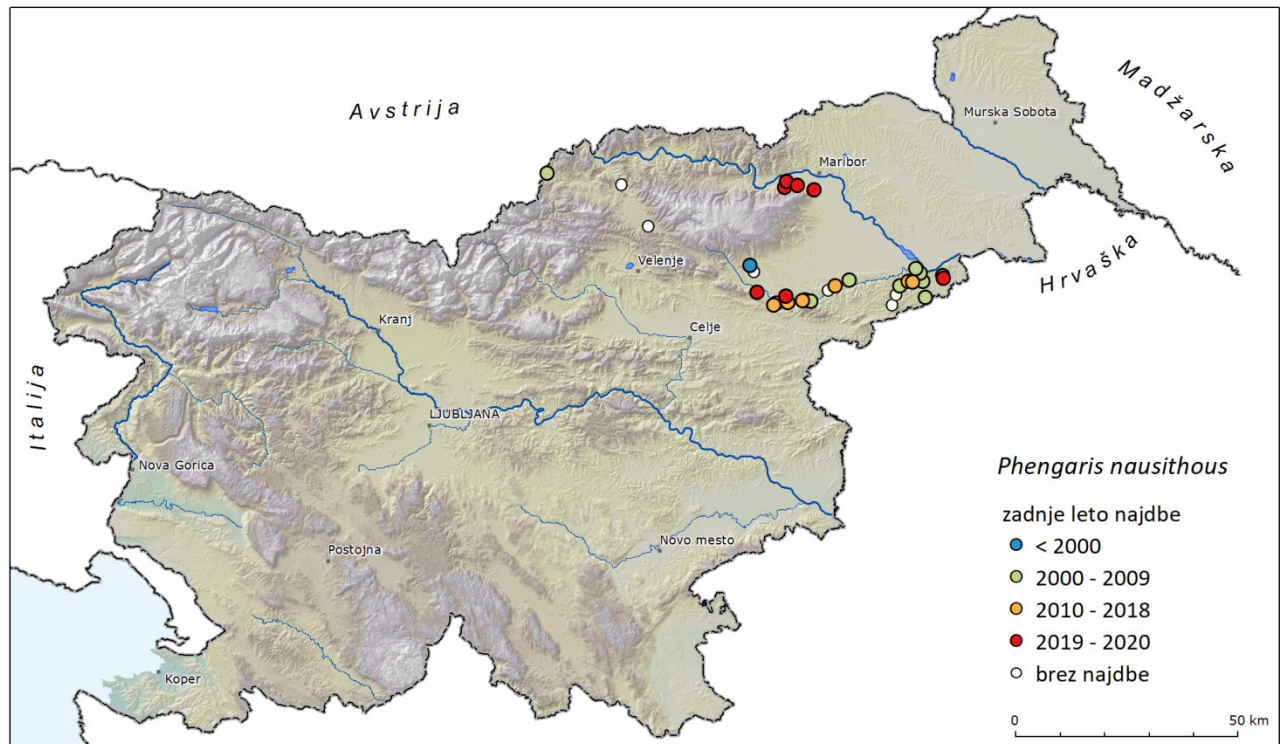 Avstrija
Madžarska
Murska Sobota
Maribor
Hrvaška
Velenje
Kranj
Celje
Italija
LJUBLJANA
Nova Gorica
Phengaris nausithous
zadnje leto najdbe
Novo mesto
Postojna
< 2000
2000 - 2009
2010 - 2018
2019 - 2020
Koper
brez najdbe
0 50 km